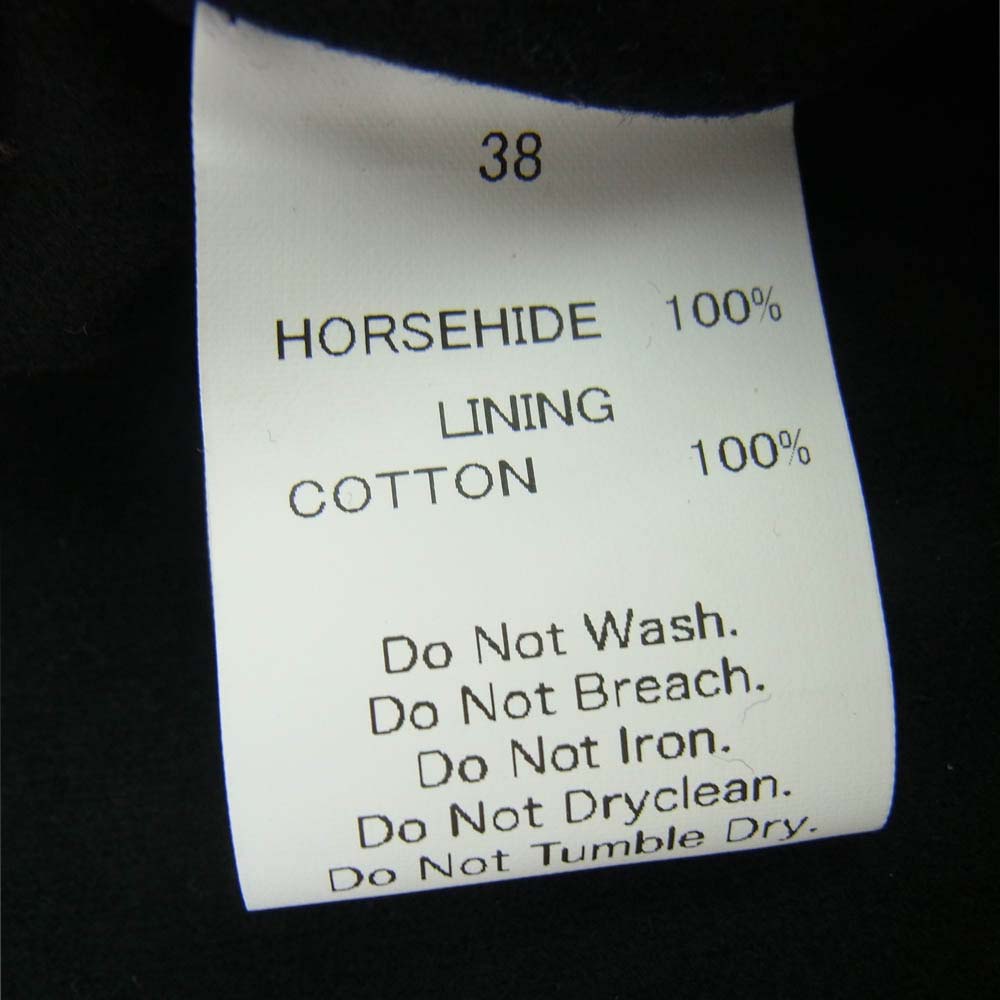 38
HORSEHIDE 100%
LINING
COTTON 100%
Do Not Wash.
Do Not Breach.
Do Not Iron.
Do Not Dryclean.
Do Not Tumble Dry.